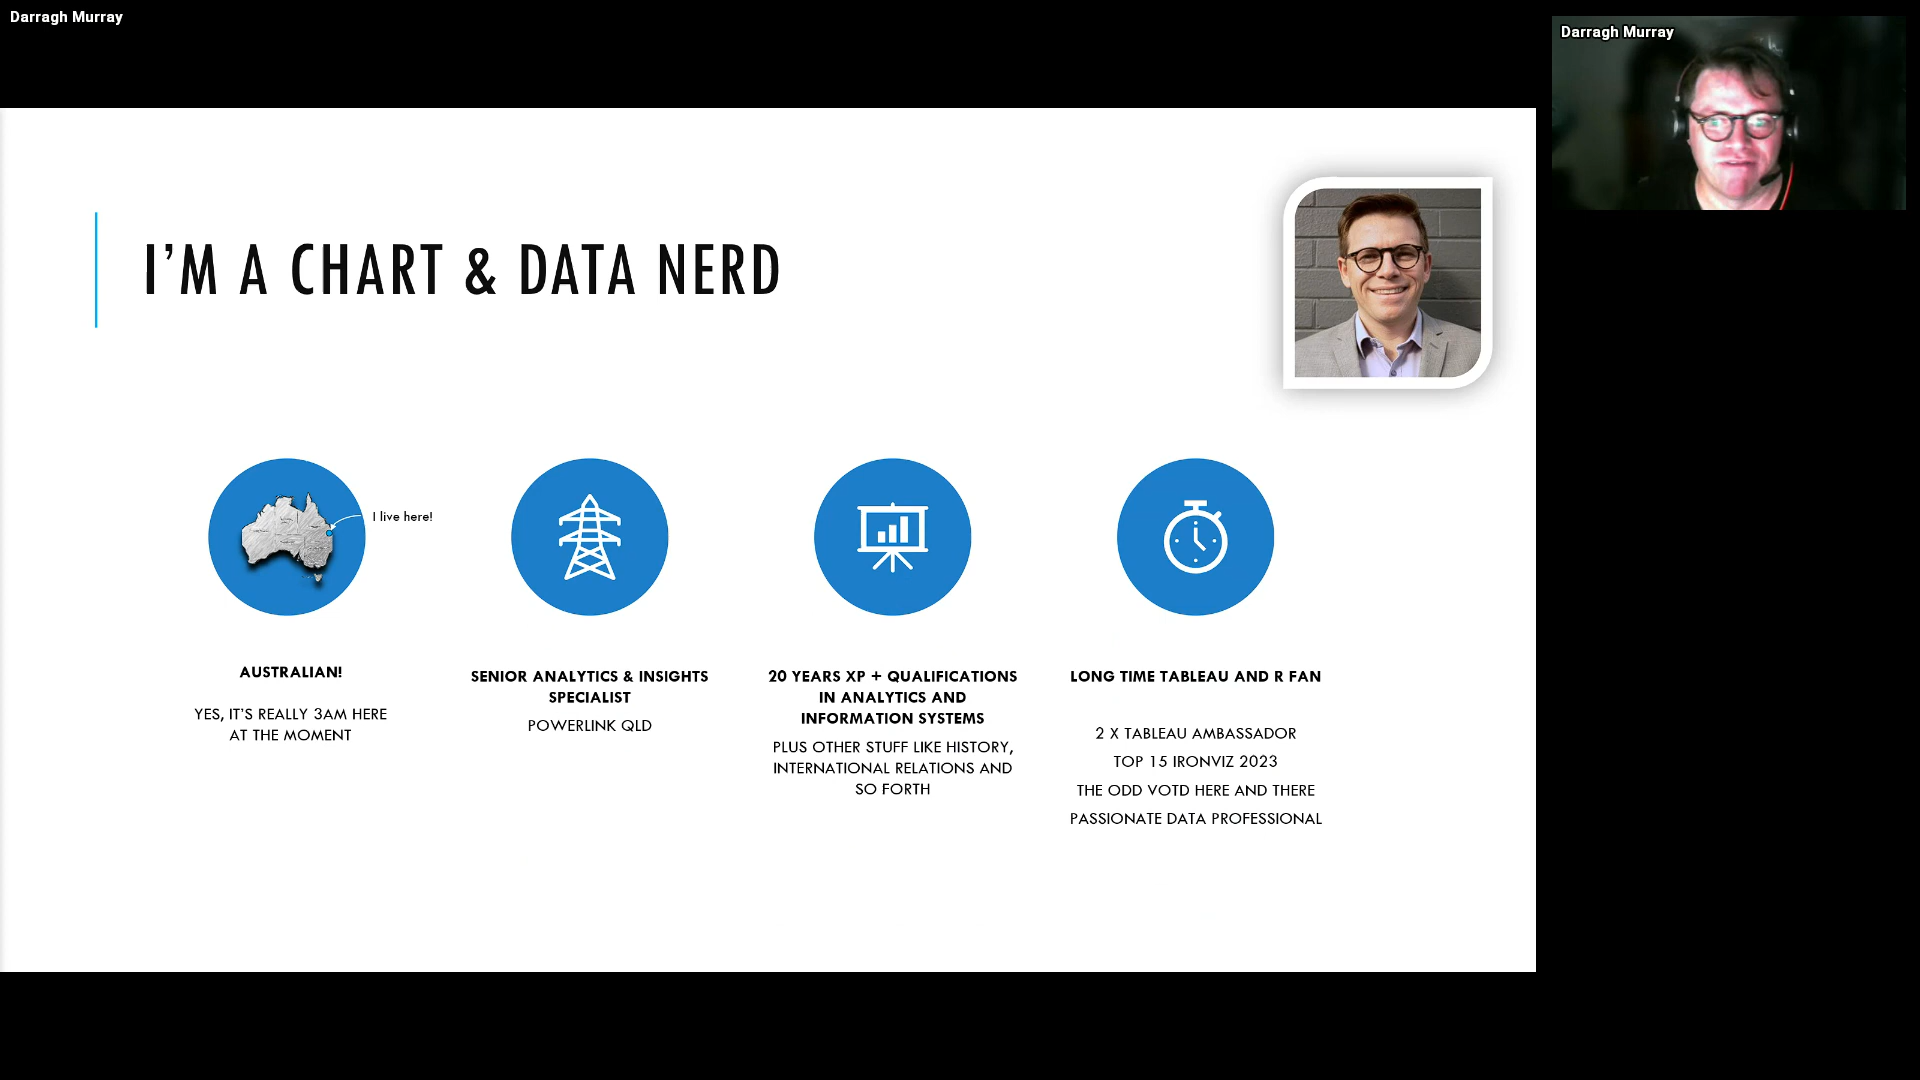 Darragh Murray
Darragh Murray
I'M A CHART & DATA NERD
I live here!
AUSTRALIAN!
YES, IT'S REALLY 3AM HERE
AT THE MOMENT
SENIOR ANALYTICS & INSIGHTS
SPECIALIST
POWERLINK QLD
20 YEARS XP + QUALIFICATIONS
IN ANALYTICS AND
INFORMATION SYSTEMS
PLUS OTHER STUFF LIKE HISTORY,
INTERNATIONAL RELATIONS AND
SO FORTH
LONG TIME TABLEAU AND R FAN
2 X TABLEAU AMBASSADOR
TOP 15 IRONVIZ 2023
THE ODD VOTD HERE AND THERE
PASSIONATE DATA PROFESSIONAL